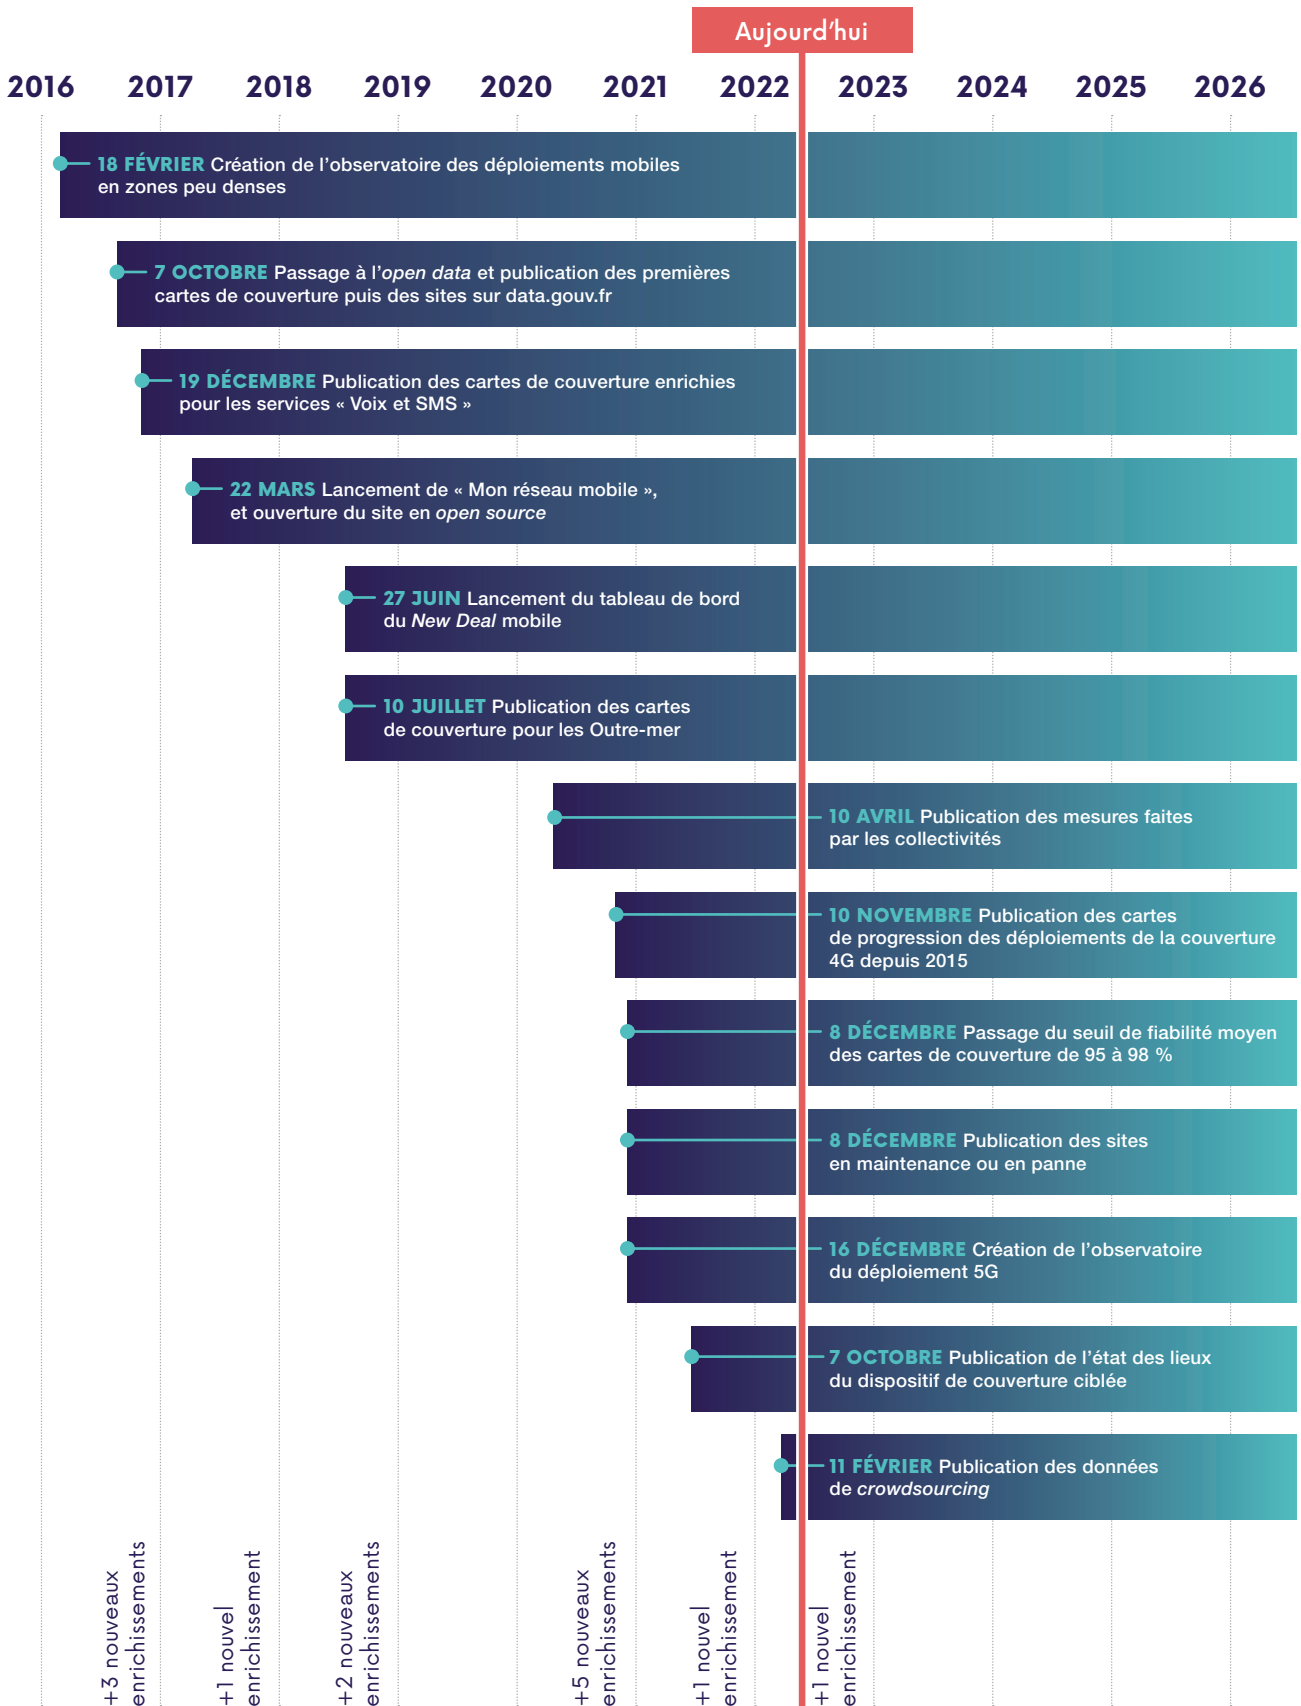 Aujourd'hui
2016 2017 2018 2019 2020 2021 2022 2023 2024 2025 2026
18 FÉVRIER Création de l'observatoire des déploiements mobiles
en zones peu denses
7 OCTOBRE Passage à l'open data et publication des premières
cartes de couverture puis des sites sur data.gouv.fr
19 DÉCEMBRE Publication des cartes de couverture enrichies
pour les services « Voix et SMS »
22 MARS Lancement de « Mon réseau mobile »,
et ouverture du site en open source
27 JUIN Lancement du tableau de bord
du New Deal mobile
10 JUILLET Publication des cartes
de couverture pour les Outre-mer
10 AVRIL Publication des mesures faites
par les collectivités
10 NOVEMBRE Publication des cartes
de progression des déploiements de la couverture
4G depuis 2015
8 DÉCEMBRE Passage du seuil de fiabilité moyen
des cartes de couverture de 95 à 98 %
8 DÉCEMBRE Publication des sites
en maintenance ou en panne
16 DÉCEMBRE Création de l'observatoire
du déploiement 5G
7 OCTOBRE Publication de l'état des lieux
du dispositif de couverture ciblée
11 FÉVRIER Publication des données
de crowdsourcing
+3 nouveaux
enrichissements
+1 nouvel
enrichissement
+2 nouveaux
enrichissements
+5 nouveaux
enrichissements
+1 nouvel
enrichissement
+1 nouvel
enrichissement